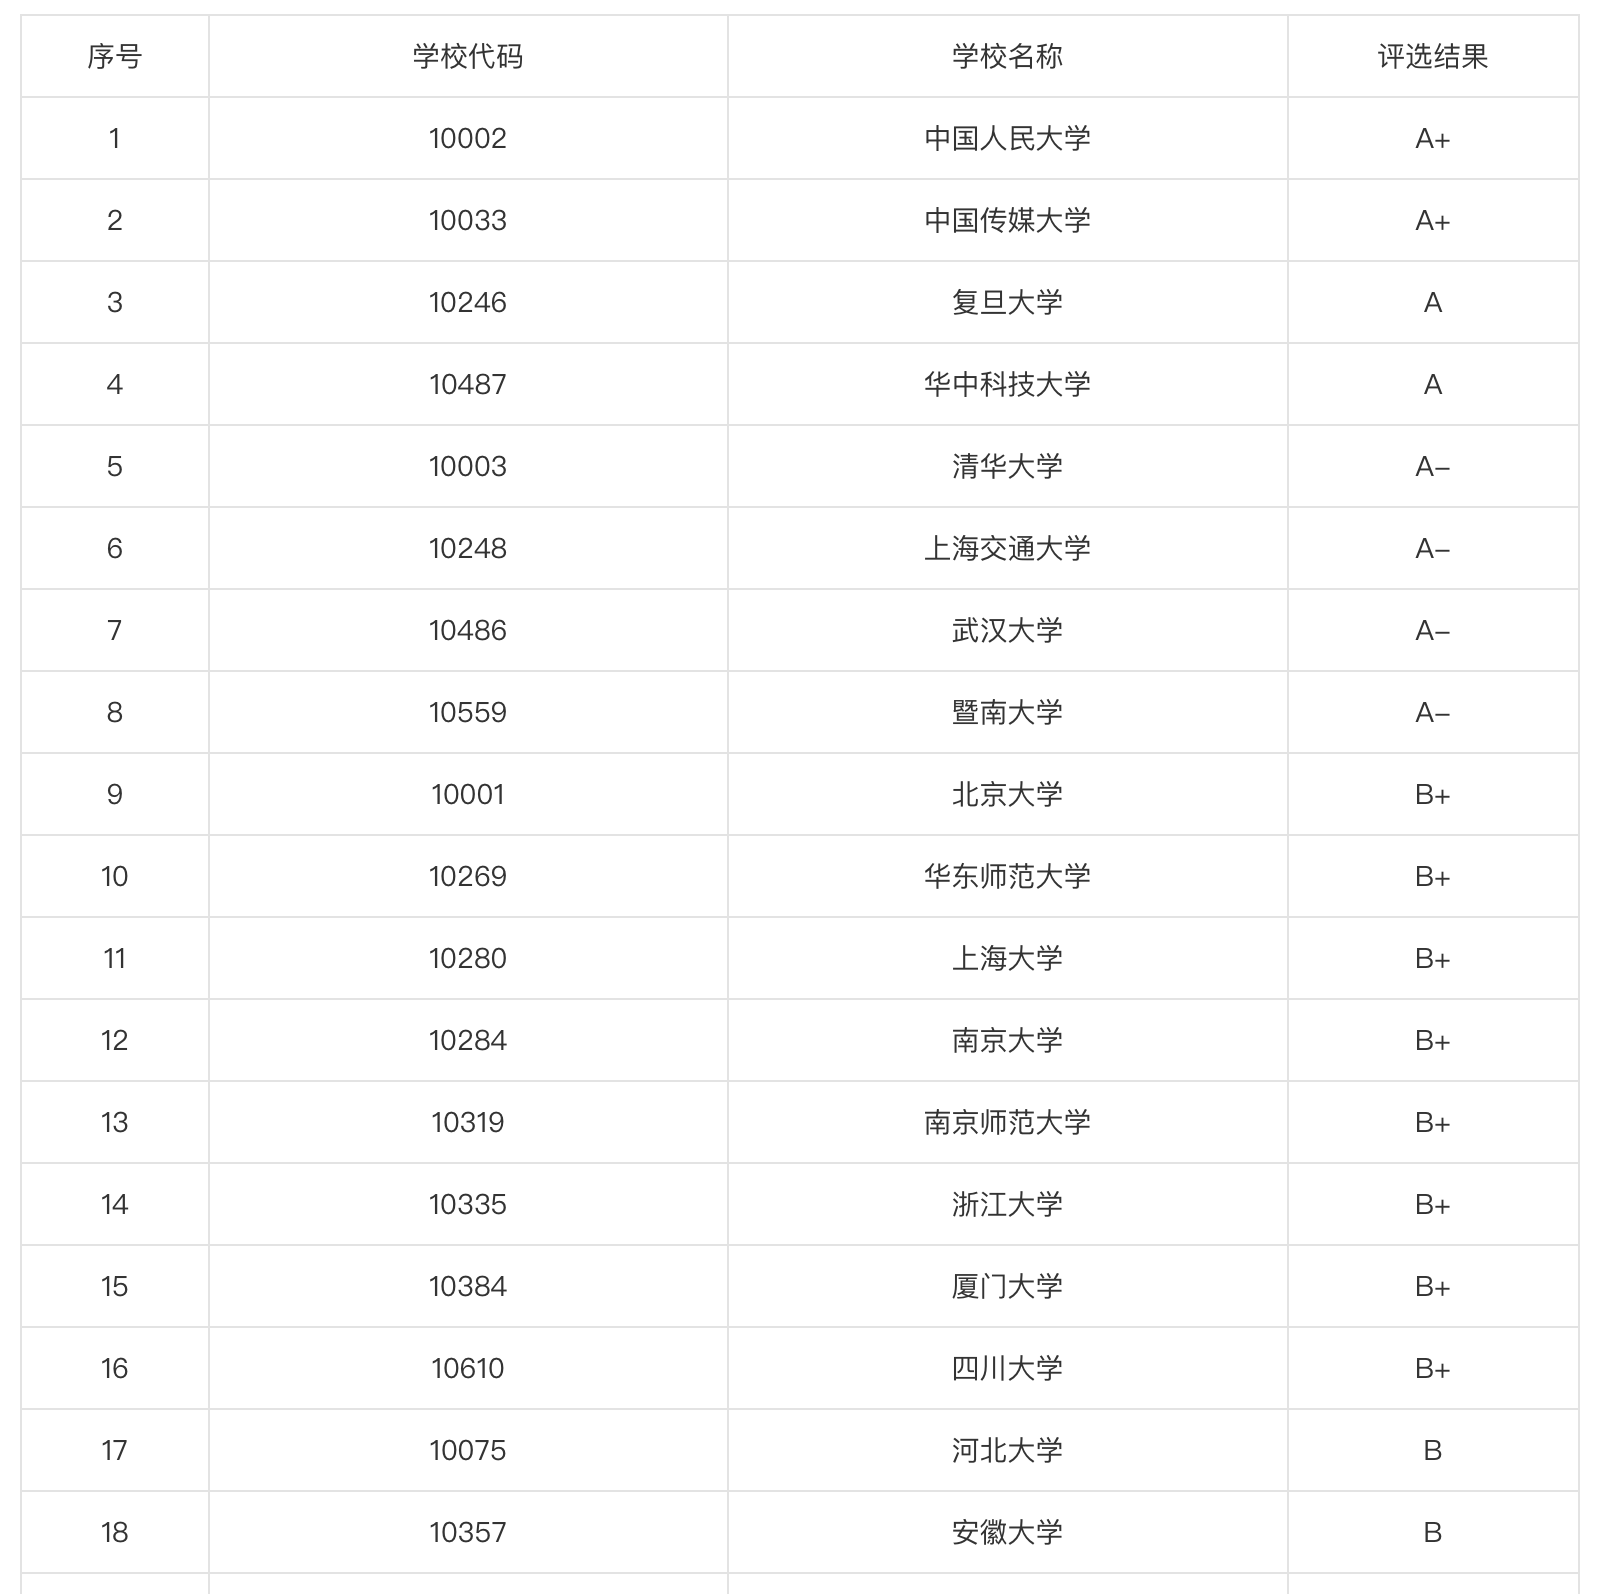 序号 学校代码 学校名称 评选结果
1 10002 中国人民大学 A+
2 10033 中国传媒大学 A+
3 10246 复旦大学 A
4 10487 华中科技大学 A
5 10003 清华大学 A–
6 10248 上海交通大学 A–
7 10486 武汉大学 A–
8 10559 暨南大学 A–
9 10001 北京大学 B+
10 10269 华东师范大学 B+
11 10280 上海大学 B+
12 10284 南京大学 B+
13 10319 南京师范大学 B+
14 10335 浙江大学 B+
15 10384 厦门大学 B+
16 10610 四川大学 B+
17 10075 河北大学 B
18 10357 安徽大学 B